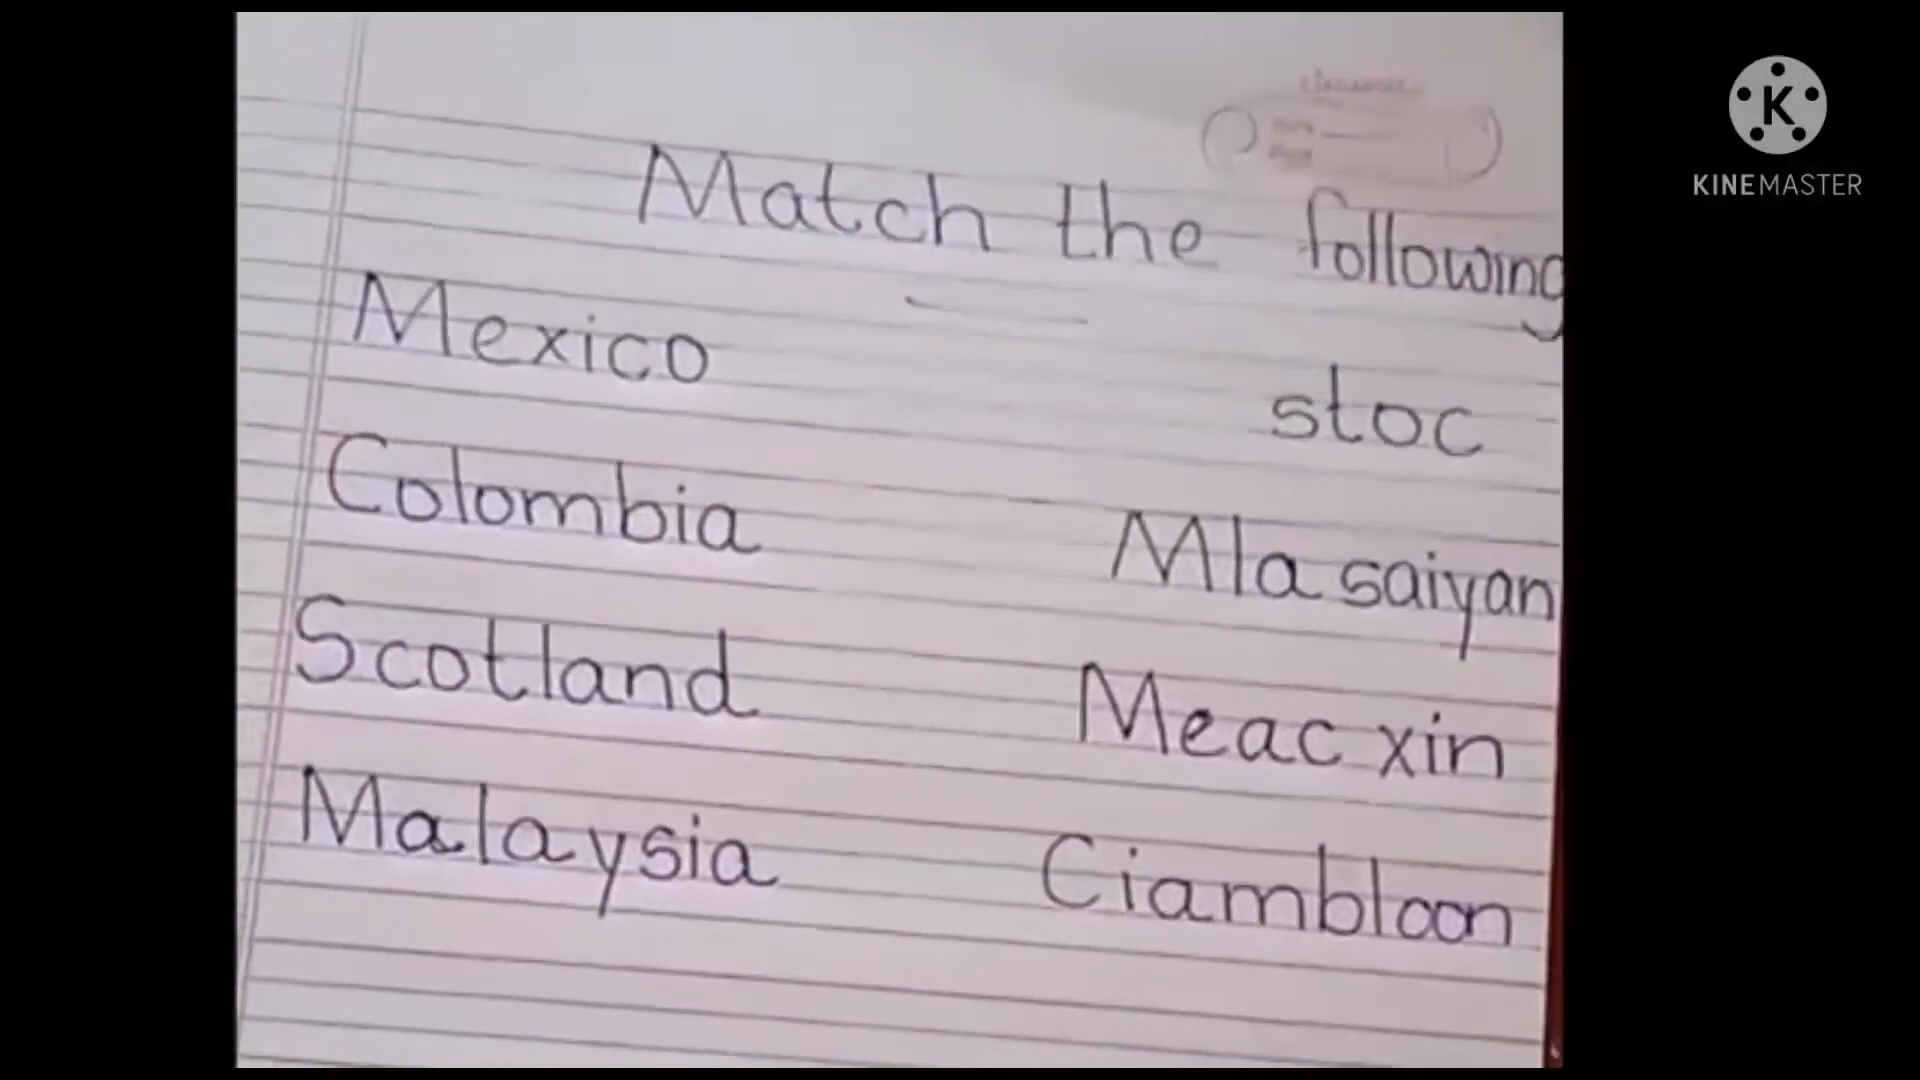 Match the following
Mexico
stoc
Colombia
Mla saiyan
Scotland
Meac xin
Malaysia
Ciambloon
KINEMASTER